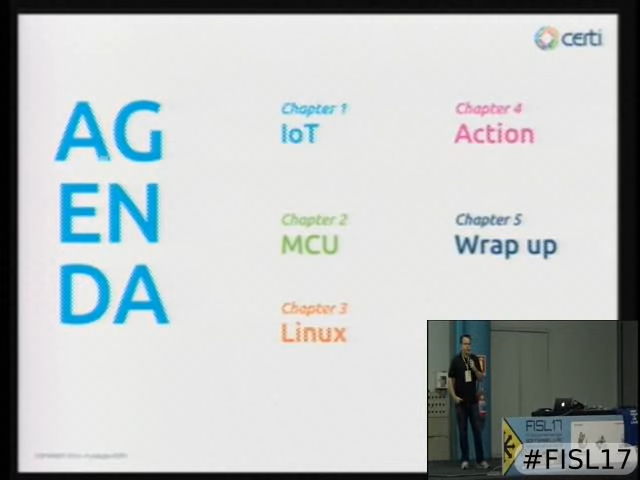 certi
AG
EN
DA
Chapter 1
IoT
Chapter 2
MCU
Chapter 3
Linux
Chapter 4
Action
Chapter 5
Wrap up
FISL17
#FISL17